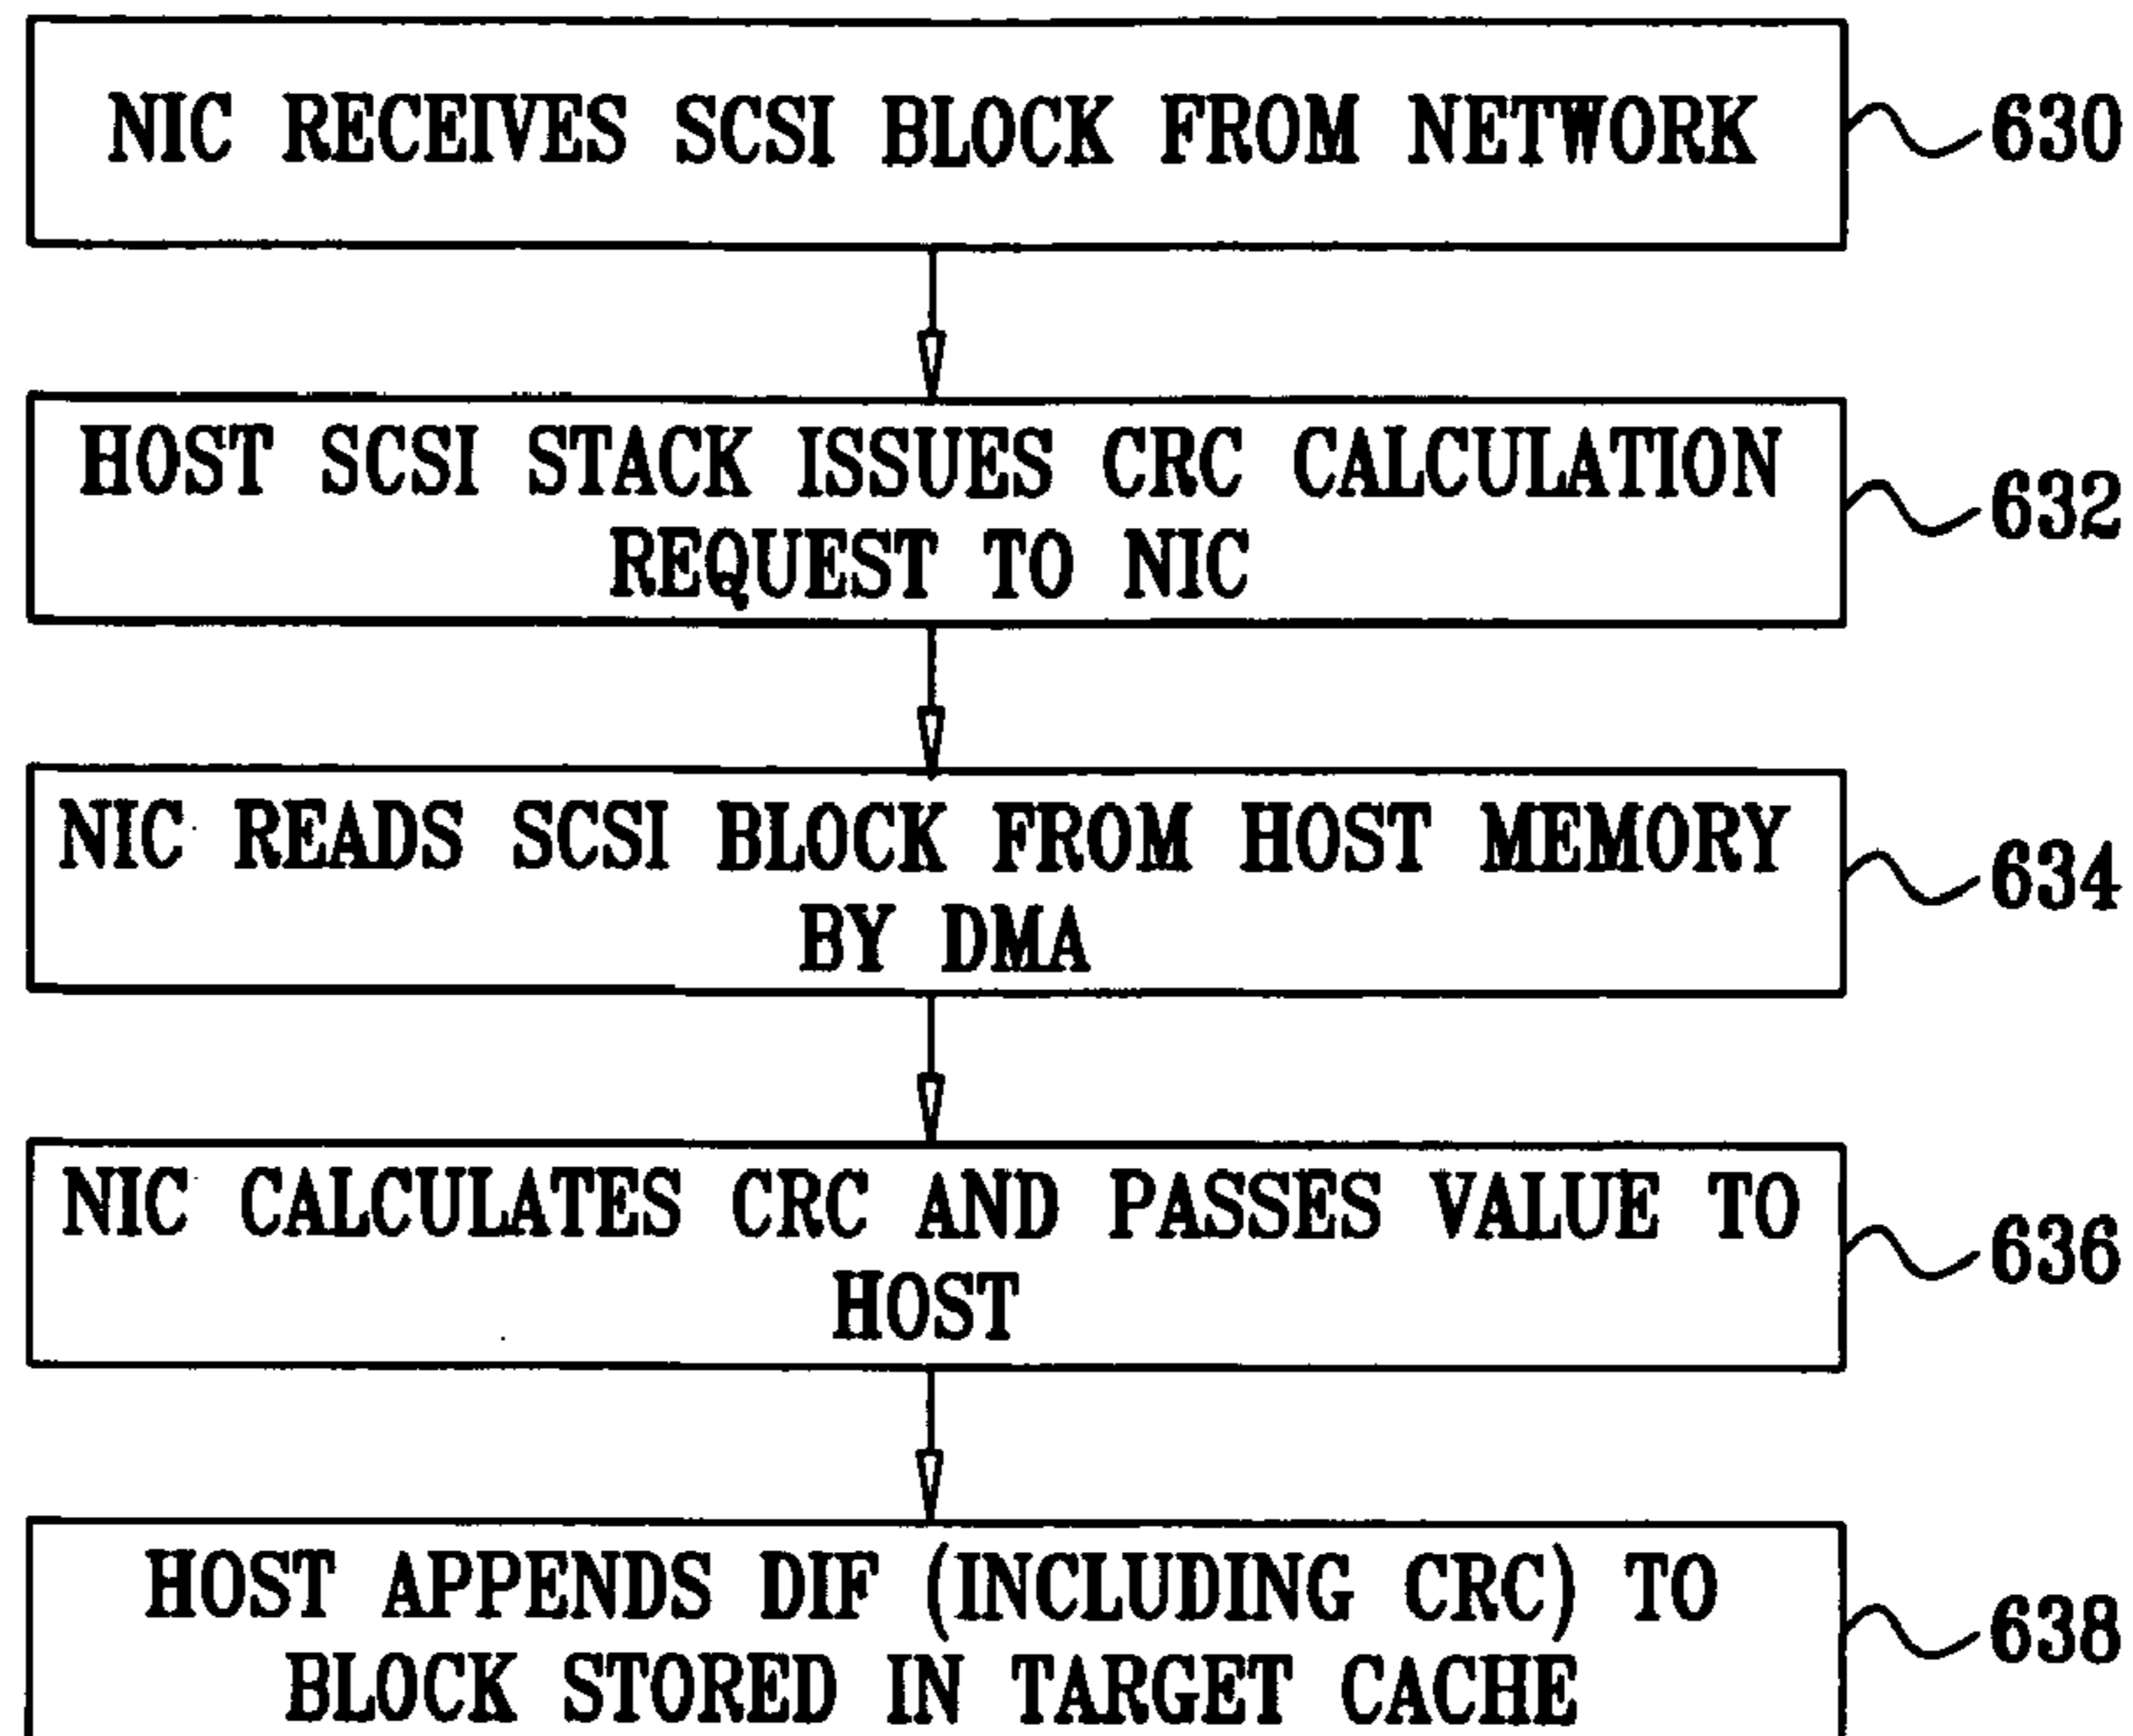 NIC RECEIVES SCSI BLOCK FROM NETWORK
630
HOST SCSI STACK ISSUES CRC CALCULATION
REQUEST TO NIC
632
NIC READS SCSI BLOCK FROM HOST MEMORY
BY DMA
634
NIC CALCULATES CRC AND PASSES VALUE TO
HOST
636
HOST APPENDS DIF (INCLUDING CRC) TO
BLOCK STORED IN TARGET CACHE
638